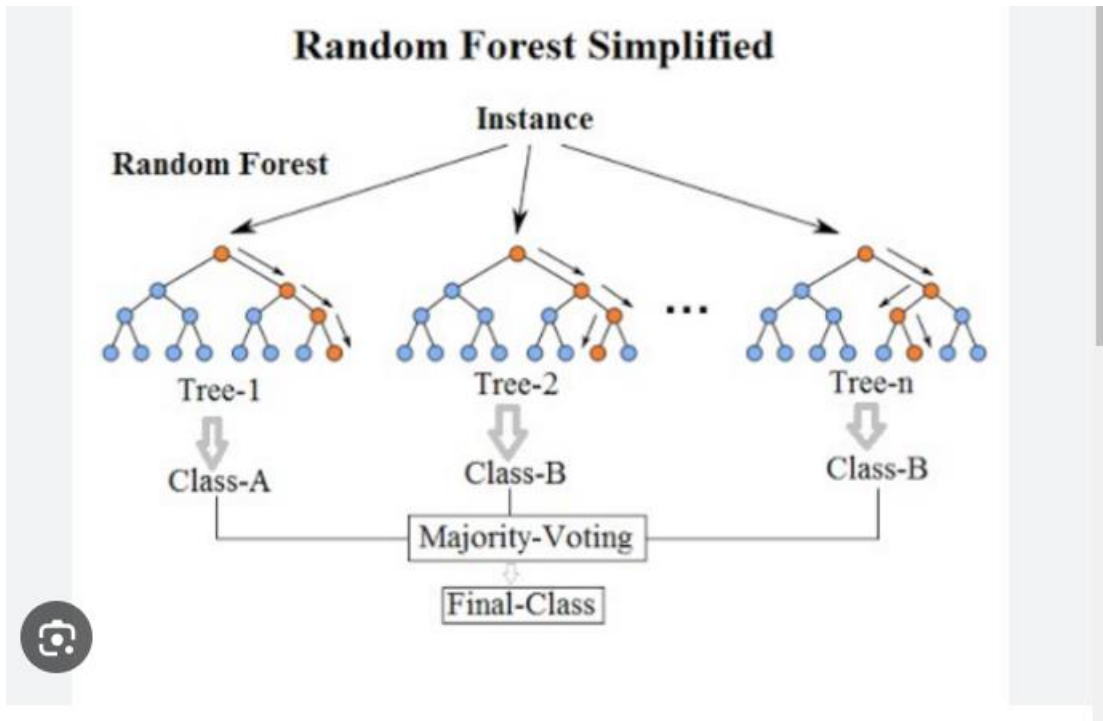 Random Forest Simplified
Instance
Random Forest
...
Tree-1 Tree-2 Tree-n
Class-A Class-B Class-B
Majority-Voting
Final-Class